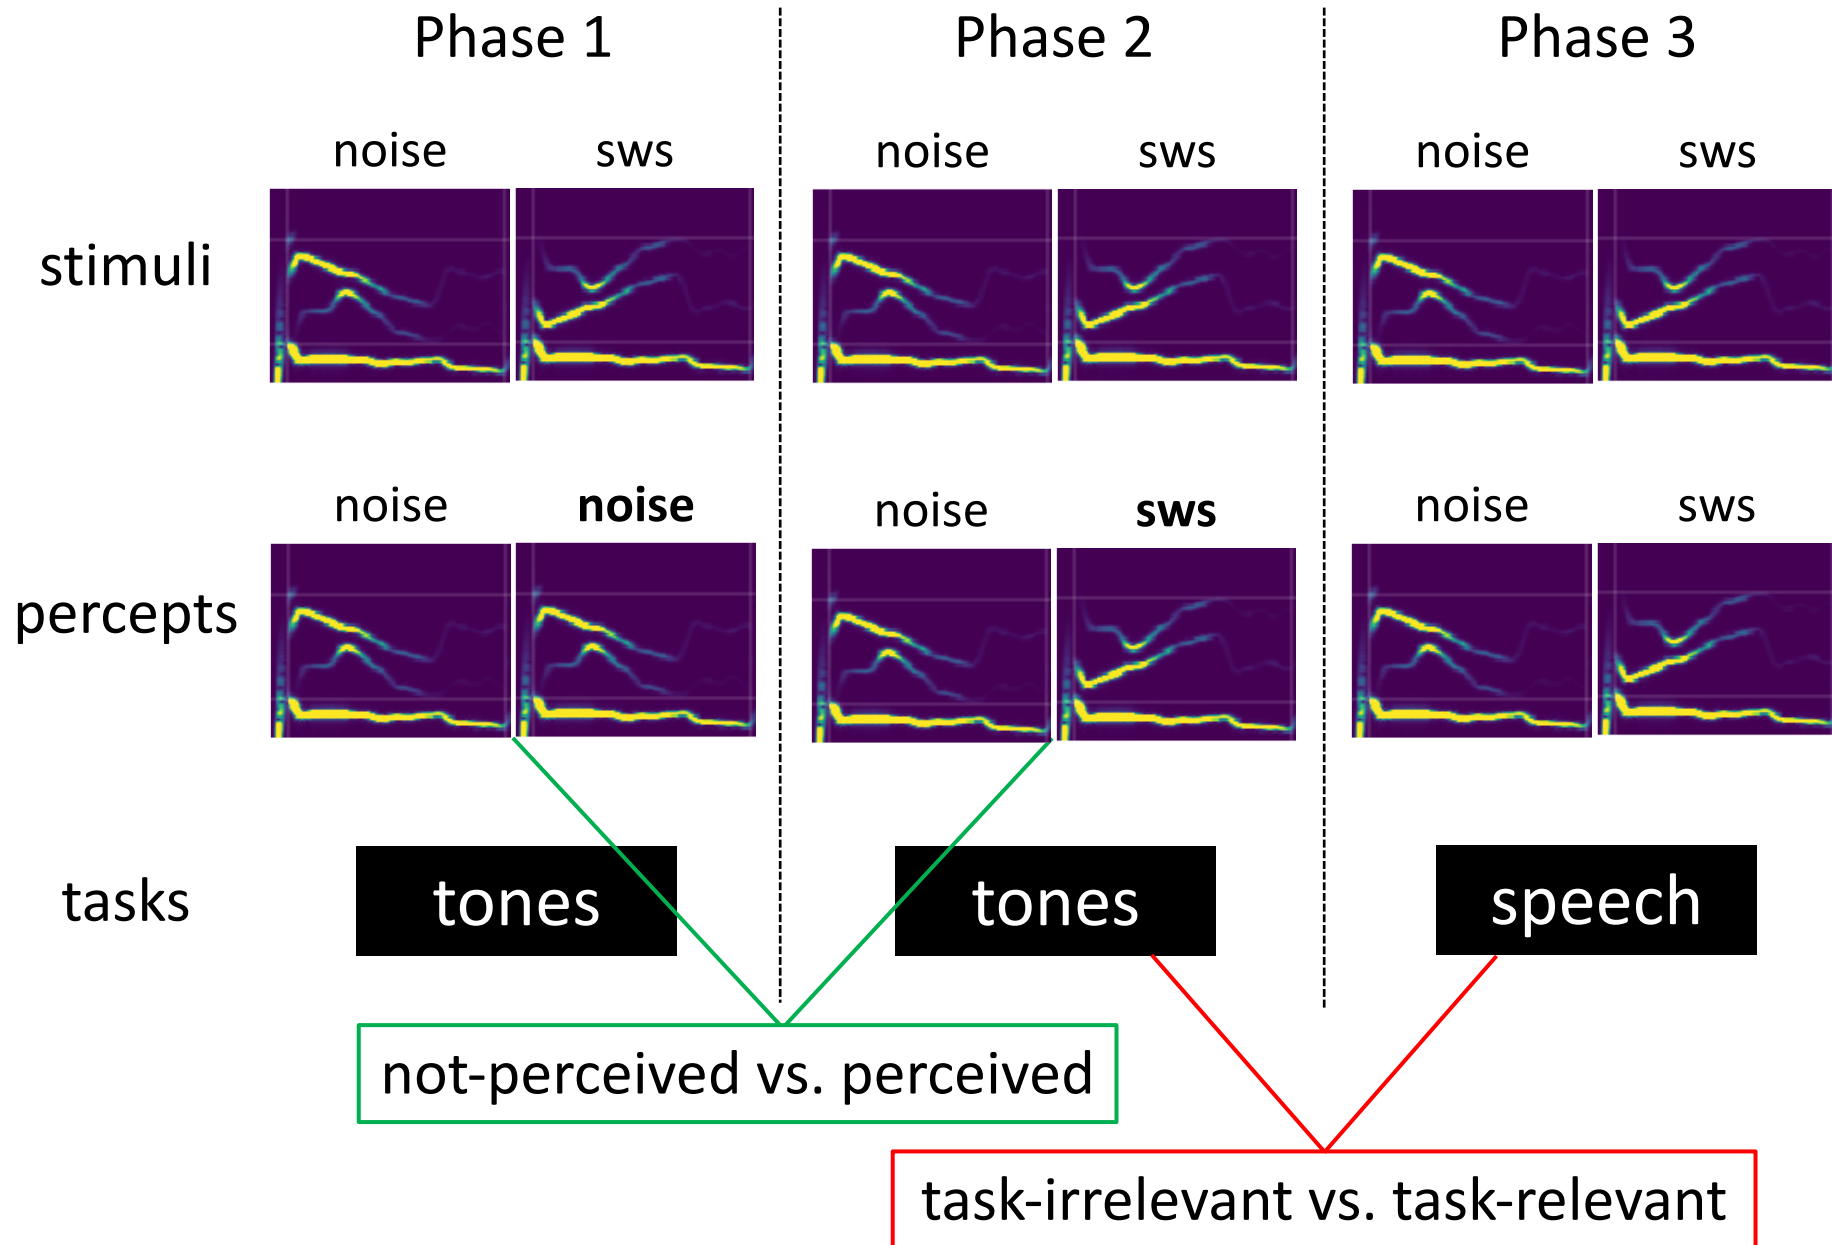 Phase 1 Phase 2 Phase 3
noise sws noise sws noise sws
stimuli
noise noise noise sws noise sws
percepts
tasks tones tones speech
not-perceived vs. perceived
task-irrelevant vs. task-relevant